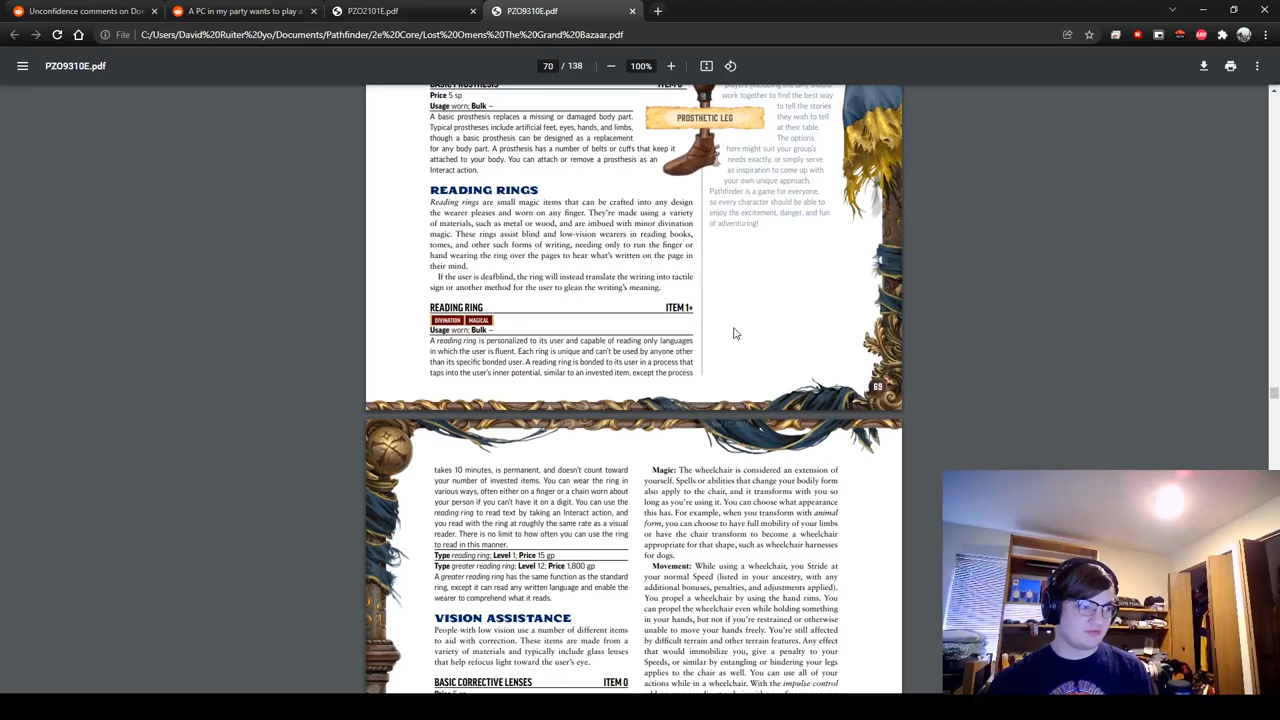 Unconfidence comments on Doe
A PC in my party wants to play a
PZO2101E.pdf
PZO9310E.pdf
File
C:/Users/David%20Ruiter%20yo/Documents/Pathfinder/2e%20Core/Lost%20Omens%20The%20Grand%20Bazaar.pdf
PZO9310E.pdf
70 / 138
100%
BASIC PROSTHESIS ITEM 0
Price 5 sp
Usage worn; Bulk –
A basic prosthesis replaces a missing or damaged body part.
Typical prostheses include artificial feet, eyes, hands, and limbs,
though a basic prosthesis can be designed as a replacement
for any body part. A prosthesis has a number of belts or cuffs that keep it
attached to your body. You can attach or remove a prosthesis as an
Interact action.
PROSTHETIC LEG
players (including the GM) should
work together to find the best way
to tell the stories
they wish to tell
at their table.
The options
here might suit your group's
needs exactly, or simply serve
as inspiration to come up with
your own unique approach.
Pathfinder is a game for everyone,
so every character should be able to
enjoy the excitement, danger, and fun
of adventuring!
READING RINGS
Reading rings are small magic items that can be crafted into any design
the wearer pleases and worn on any finger. They're made using a variety
of materials, such as metal or wood, and are imbued with minor divination
magic. These rings assist blind and low-vision wearers in reading books,
tomes, and other such forms of writing, needing only to run the finger or
hand wearing the ring over the pages to hear what's written on the page in
their mind.
If the user is deafblind, the ring will instead translate the writing into tactile
sign or another method for the user to glean the writing's meaning.
READING RING ITEM 1+
DIVINATION MAGICAL
Usage worn; Bulk –
A reading ring is personalized to its user and capable of reading only languages
in which the user is fluent. Each ring is unique and can't be used by anyone other
than its specific bonded user. A reading ring is bonded to its user in a process that
taps into the user's inner potential, similar to an invested item, except the process
69
takes 10 minutes, is permanent, and doesn't count toward
your number of invested items. You can wear the ring in
various ways, often either on a finger or a chain worn about
your person if you can't have it on a digit. You can use the
reading ring to read text by taking an Interact action, and
you read with the ring at roughly the same rate as a visual
reader. There is no limit to how often you can use the ring
to read in this manner.
Type reading ring; Level 1; Price 15 gp
Type greater reading ring; Level 12; Price 1,800 gp
A greater reading ring has the same function as the standard
ring, except it can read any written language and enable the
wearer to comprehend what it reads.
VISION ASSISTANCE
People with low vision use a number of different items
to aid with correction. These items are made from a
variety of materials and typically include glass lenses
that help refocus light toward the user's eye.
BASIC CORRECTIVE LENSES ITEM 0
Magic: The wheelchair is considered an extension of
yourself. Spells or abilities that change your bodily form
also apply to the chair, and it transforms with you so
long as you're using it. You can choose what appearance
this has. For example, when you transform with animal
form, you can choose to have full mobility of your limbs
or have the chair transform to become a wheelchair
appropriate for that shape, such as wheelchair harnesses
for dogs.
Movement: While using a wheelchair, you Stride at
your normal Speed (listed in your ancestry, with any
additional bonuses, penalties, and adjustments applied).
You propel a wheelchair by using the hand rims. You
can propel the wheelchair even while holding something
in your hands, but not if you're restrained or otherwise
unable to move your hands freely. You're still affected
by difficult terrain and other terrain features. Any effect
that would immobilize you, give a penalty to your
Speeds, or similar by entangling or hindering your legs
applies to the chair as well. You can use all of your
actions while in a wheelchair. With the impulse control